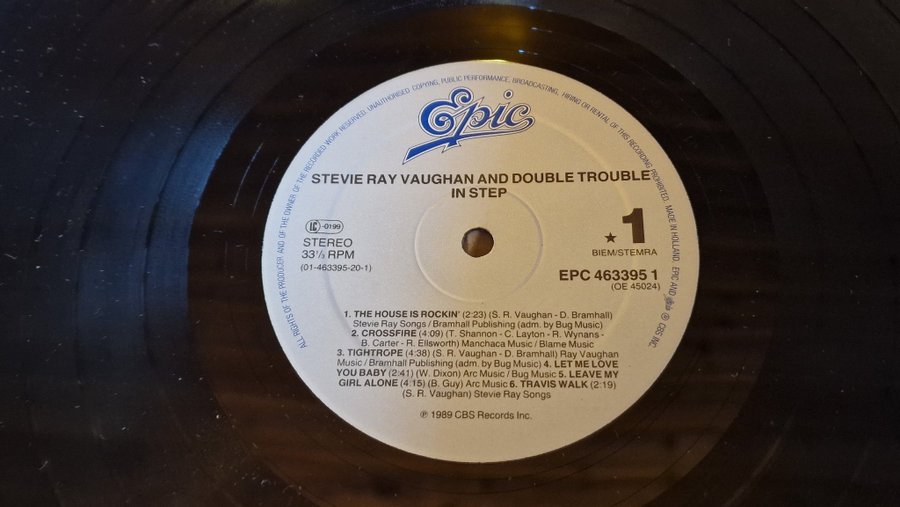 ALL RIGHTS OF THE PRODUCER AND OF THE OWNER OF THE RECORDED WORK RESERVED. UNAUTHORISED COPYING, PUBLIC PERFORMANCE, BROADCASTING, HIRING OR RENTAL OF THIS RECORDING PROHIBITED. MADE IN HOLLAND. EPIC AND ® CBS INC.
Epic
STEVIE RAY VAUGHAN AND DOUBLE TROUBLE
IN STEP
LC -0199
STEREO
33⅓ RPM
(01-463395-20-1)
★ 1
BIEM/STEMRA
EPC 463395 1
(OE 45024)
1. THE HOUSE IS ROCKIN' (2:23) (S. R. Vaughan - D. Bramhall)
Stevie Ray Songs / Bramhall Publishing (adm. by Bug Music)
2. CROSSFIRE (4:09) (T. Shannon - C. Layton - R. Wynans -
B. Carter - R. Ellsworth) Manchaca Music / Blame Music
3. TIGHTROPE (4:38) (S. R. Vaughan - D. Bramhall) Ray Vaughan
Music / Bramhall Publishing (adm. by Bug Music) 4. LET ME LOVE
YOU BABY (2:41) (W. Dixon) Arc Music / Bug Music 5. LEAVE MY
GIRL ALONE (4:15) (B. Guy) Arc Music 6. TRAVIS WALK (2:19)
(S. R. Vaughan) Stevie Ray Songs
℗ 1989 CBS Records Inc.